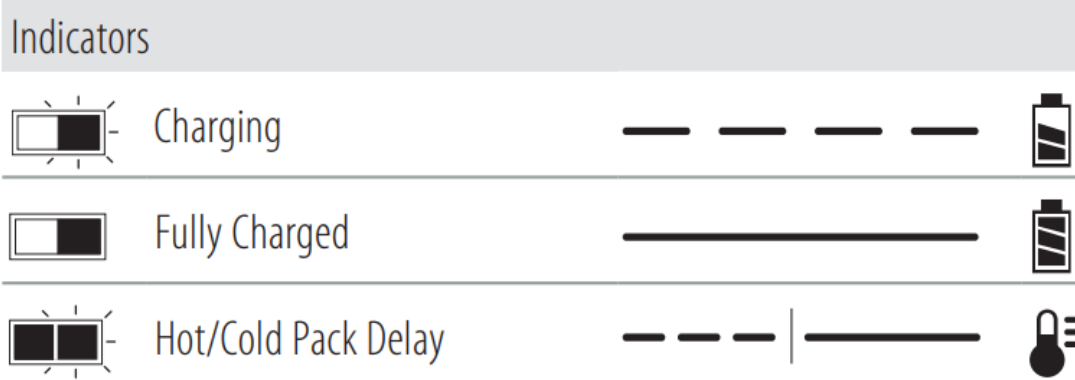 Indicators
Charging
Fully Charged
Hot/Cold Pack Delay